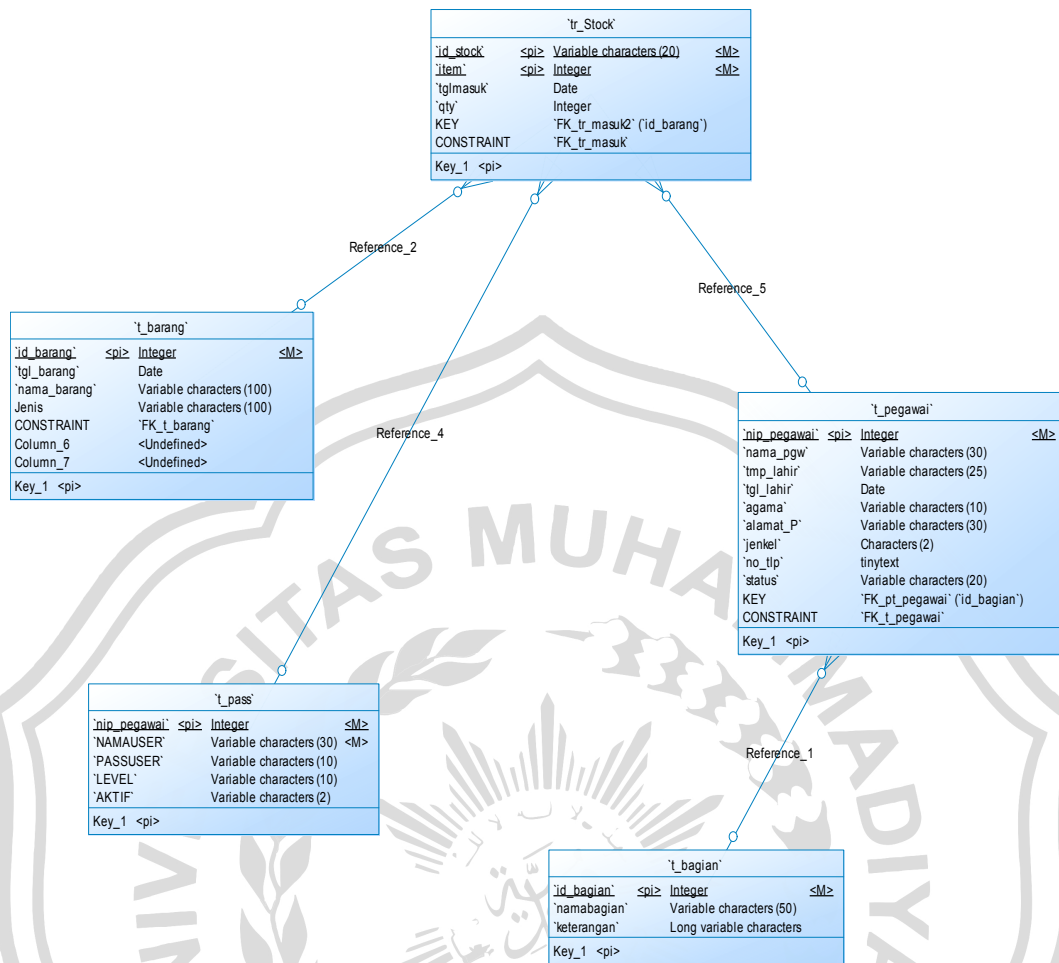 `tr_Stock`
`id_stock` <pi> Variable characters (20) <M>
`item` <pi> Integer <M>
`tglmasuk` Date
`qty` Integer
KEY `FK_tr_masuk2` (`id_barang`)
CONSTRAINT `FK_tr_masuk`
Key_1 <pi>
Reference_2
Reference_5
`t_barang`
`id_barang` <pi> Integer <M>
`tgl_barang` Date
`nama_barang` Variable characters (100)
Jenis Variable characters (100)
CONSTRAINT `FK_t_barang`
Column_6 <Undefined>
Column_7 <Undefined>
Key_1 <pi>
Reference_4
`t_pegawai`
`nip_pegawai` <pi> Integer <M>
`nama_pgw` Variable characters (30)
`tmp_lahir` Variable characters (25)
`tgl_lahir` Date
`agama` Variable characters (10)
`alamat_P` Variable characters (30)
`jenkel` Characters (2)
`no_tlp` tinytext
`status` Variable characters (20)
KEY `FK_pt_pegawai` (`id_bagian`)
CONSTRAINT `FK_t_pegawai`
Key_1 <pi>
`t_pass`
`nip_pegawai` <pi> Integer <M>
`NAMAUSER` Variable characters (30) <M>
`PASSUSER` Variable characters (10)
`LEVEL` Variable characters (10)
`AKTIF` Variable characters (2)
Key_1 <pi>
Reference_1
`t_bagian`
`id_bagian` <pi> Integer <M>
`namabagian` Variable characters (50)
`keterangan` Long variable characters
Key_1 <pi>